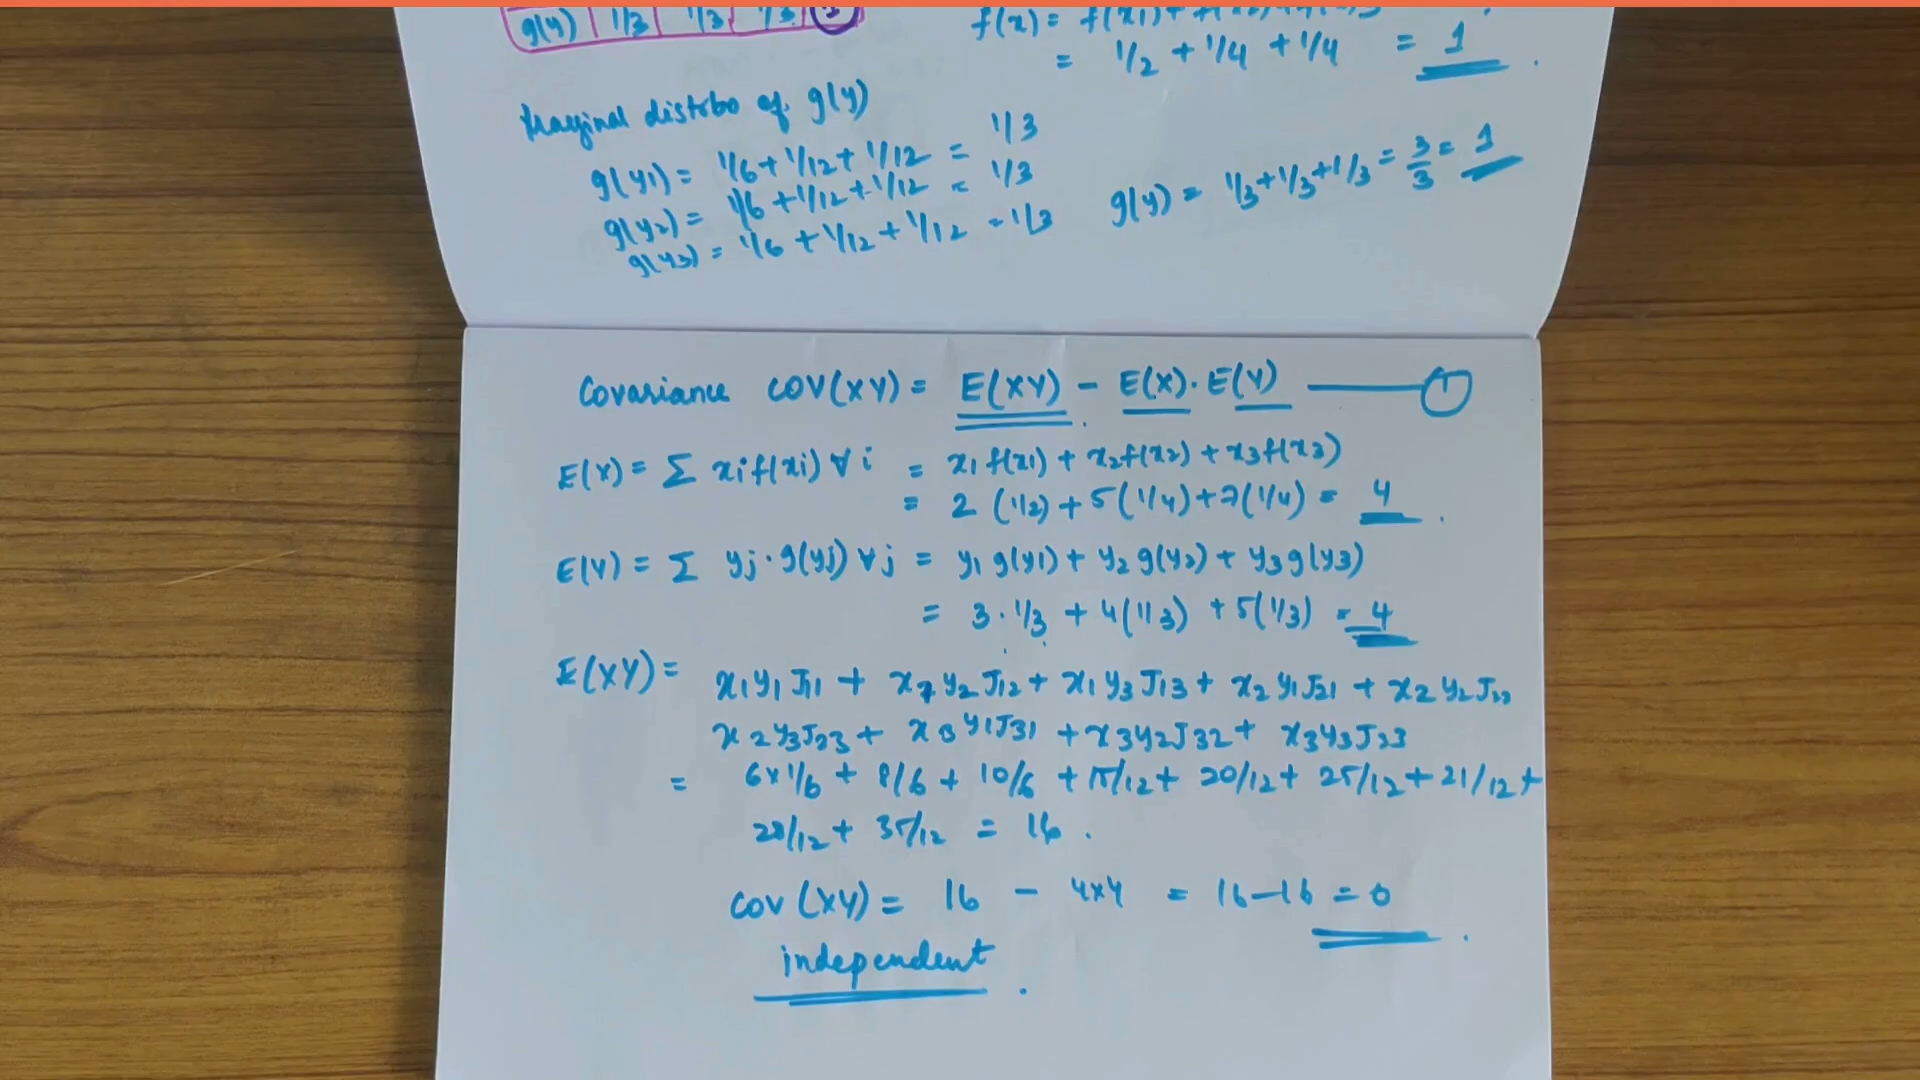 g(y) 1/3 1/3 1/3
f(x) = f(x1) +
= 1/2 + 1/4 + 1/4 = 1
Marginal distrbo of g(y)
g(y1) = 1/6 + 1/12 + 1/12 = 1/3
g(y2) = 1/6 + 1/12 + 1/12 = 1/3
g(y3) = 1/6 + 1/12 + 1/12 = 1/3
g(y) = 1/3 + 1/3 + 1/3 = 3/3 = 1
Covariance COV(XY) = E(XY) - E(X) . E(Y) —— 1
E(X) = Σ xi f(xi) ∀ i = x1 f(x1) + x2 f(x2) + x3 f(x3)
= 2 (1/2) + 5 (1/4) + 7 (1/4) = 4 .
E(Y) = Σ yj . g(yj) ∀ j = y1 g(y1) + y2 g(y2) + y3 g(y3)
= 3 . 1/3 + 4 (1/3) + 5 (1/3) = 4
E(XY) = x1 y1 J11 + y2 J12 + x1 y3 J13 + x2 y1 J21 + x2 y2 J22
x2 y3 J23 + x3 y1 J31 + x3 y2 J32 + x3 y3 J33
= 6 x 1/6 + 8/6 + 10/6 + 15/12 + 20/12 + 25/12 + 21/12 +
28/12 + 35/12 = 16 .
COV (XY) = 16 - 4x4 = 16 - 16 = 0 .
independent .